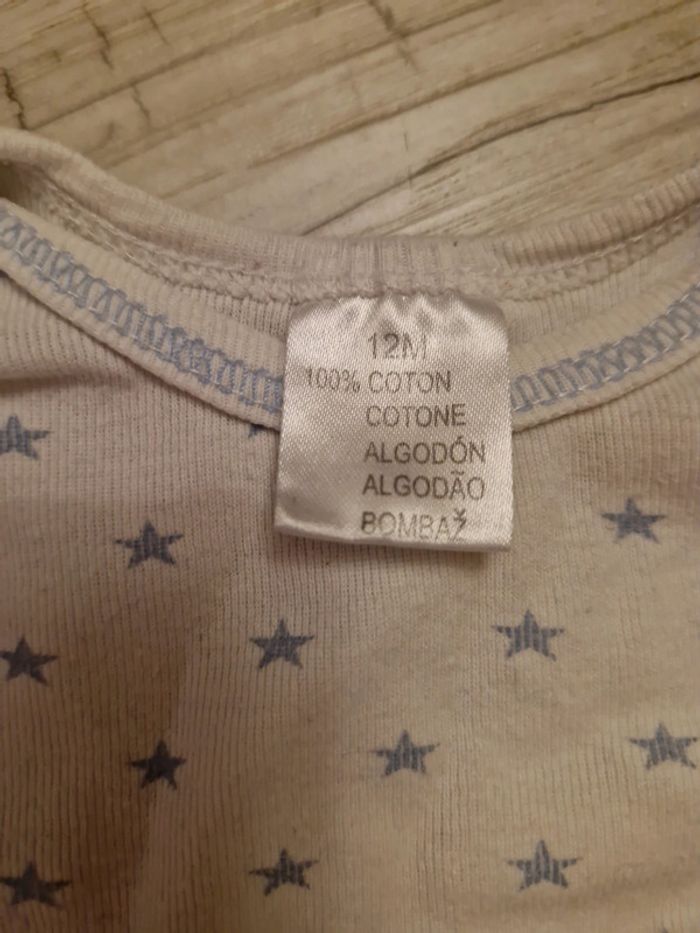 12M
100% COTON
COTONE
ALGODÓN
ALGODÃO
BOMBAŽ